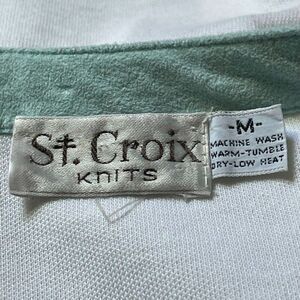 St. Croix
KNITS
-M-
MACHINE WASH
WARM-TUMBLE
DRY-LOW HEAT